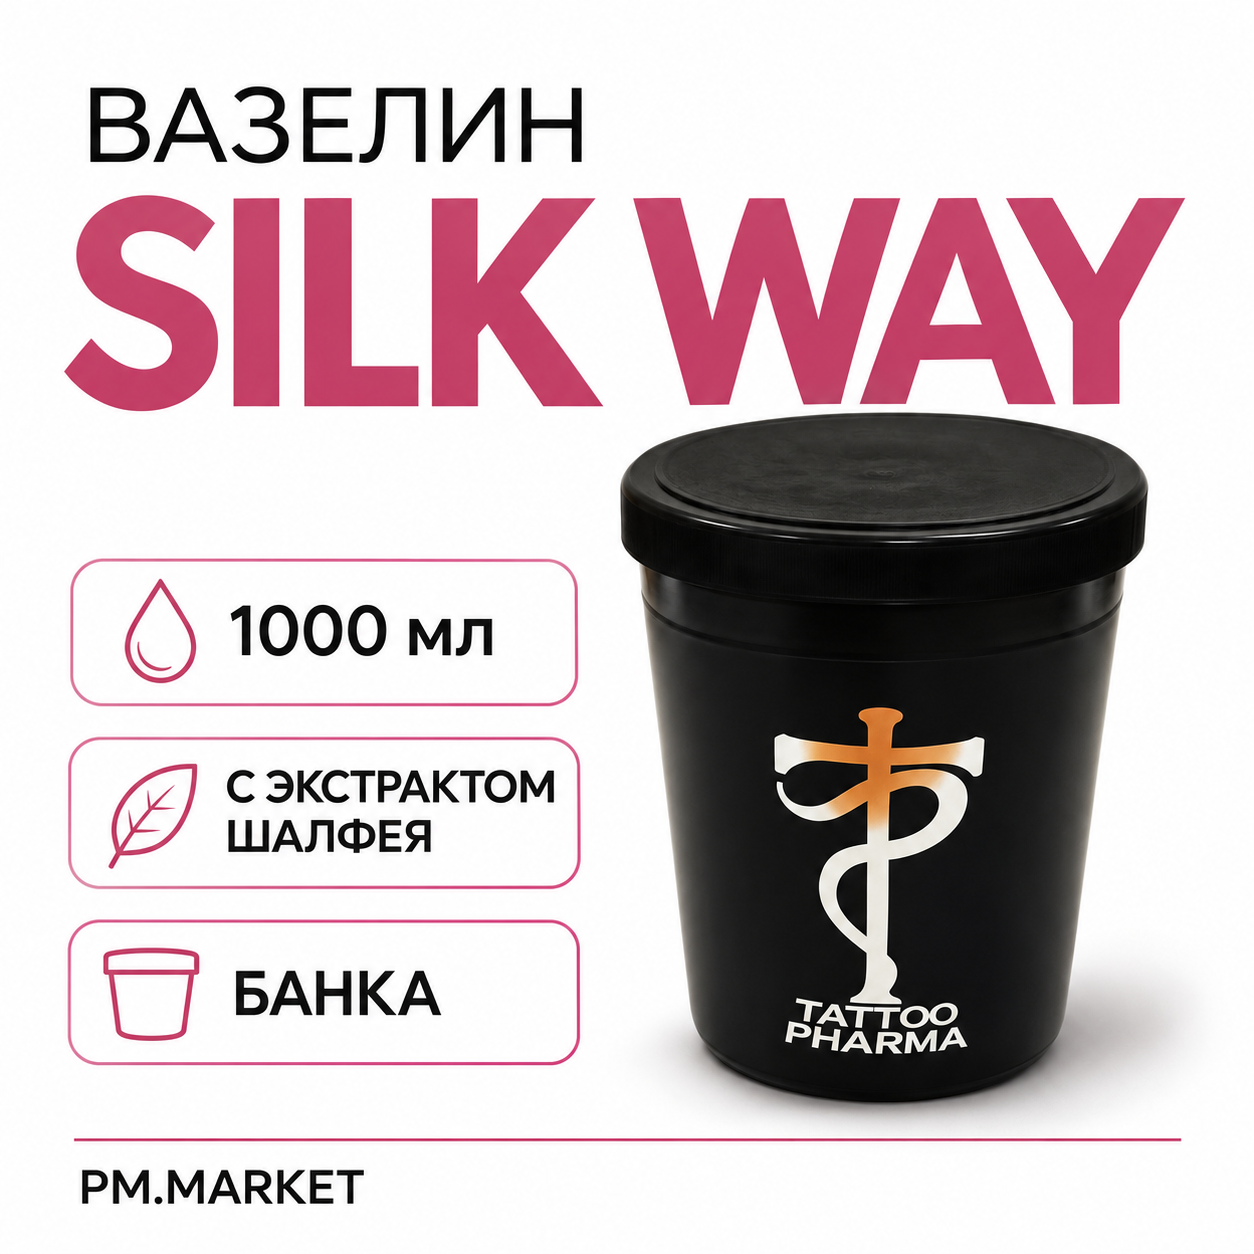 ВАЗЕЛИН
SILK WAY
1000 мл
С ЭКСТРАКТОМ
ШАЛФЕЯ
БАНКА
TATTOO
PHARMA
PM.MARKET